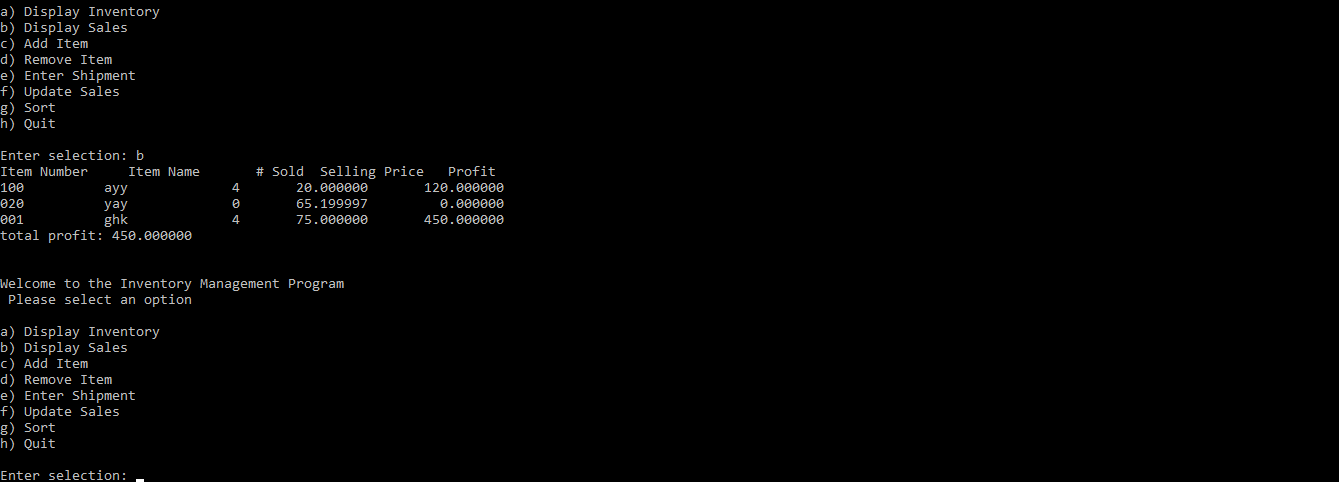 a) Display Inventory
b) Display Sales
c) Add Item
d) Remove Item
e) Enter Shipment
f) Update Sales
g) Sort
h) Quit
Enter selection: b
Item Number     Item Name       # Sold  Selling Price   Profit
100          ayy             4       20.000000       120.000000
020          yay             0       65.199997         0.000000
001          ghk             4       75.000000       450.000000
total profit: 450.000000
Welcome to the Inventory Management Program
 Please select an option
a) Display Inventory
b) Display Sales
c) Add Item
d) Remove Item
e) Enter Shipment
f) Update Sales
g) Sort
h) Quit
Enter selection: